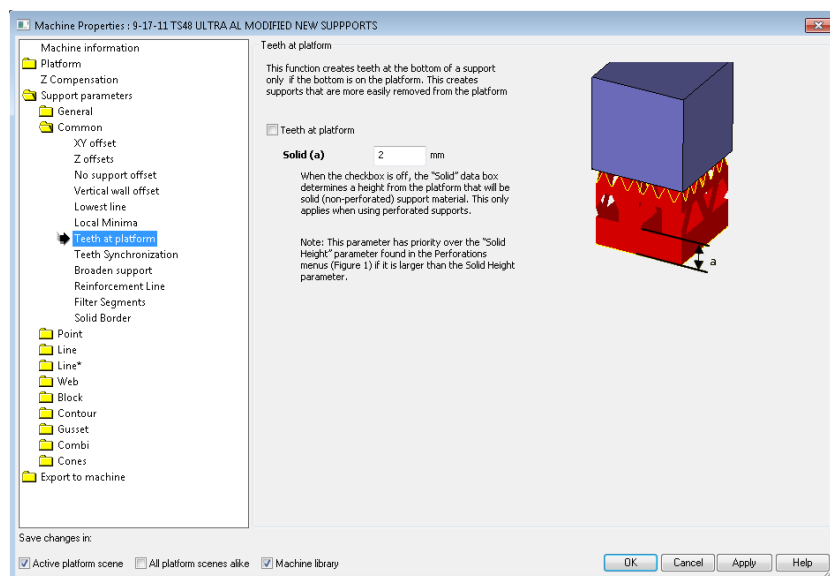 Machine Properties : 9-17-11 TS48 ULTRA AL MODIFIED NEW SUPPPORTS
Machine information
Platform
Z Compensation
Support parameters
General
Common
XY offset
Z offsets
No support offset
Vertical wall offset
Lowest line
Local Minima
Teeth at platform
Teeth Synchronization
Broaden support
Reinforcement Line
Filter Segments
Solid Border
Point
Line
Line*
Web
Block
Contour
Gusset
Combi
Cones
Export to machine
Teeth at platform
This function creates teeth at the bottom of a support
only if the bottom is on the platform. This creates
supports that are more easily removed from the platform
Teeth at platform
Solid (a) 2 mm
When the checkbox is off, the "Solid" data box
determines a height from the platform that will be
solid (non-perforated) support material. This only
applies when using perforated supports.
Note: This parameter has priority over the "Solid
Height" parameter found in the Perforations
menus (Figure 1) if it is larger than the Solid Height
parameter.
a
Save changes in:
Active platform scene All platform scenes alike Machine library
OK Cancel Apply Help